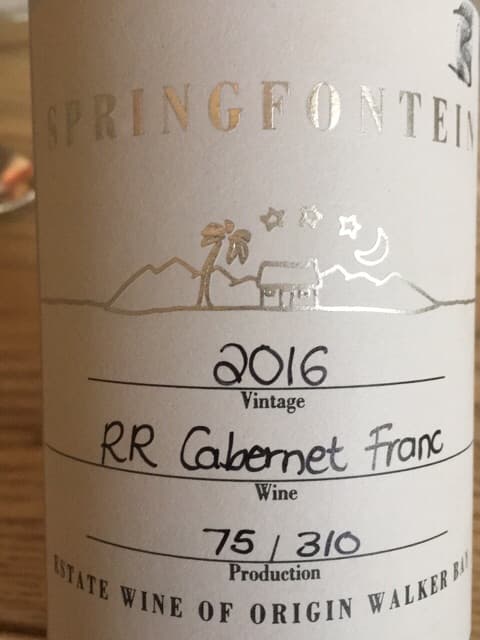 SPRINGFONTEIN
2016
Vintage
RR Cabernet Franc
Wine
75 / 310
Production
ESTATE WINE OF ORIGIN WALKER BAY